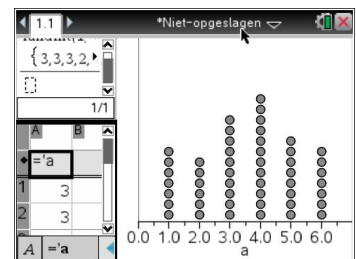 1.1
*Niet-opgeslagen
{3,3,3,2,
1/1
A B
='a
1 3
2 3
A ='a
0.0 1.0 2.0 3.0 4.0 5.0 6.0
a